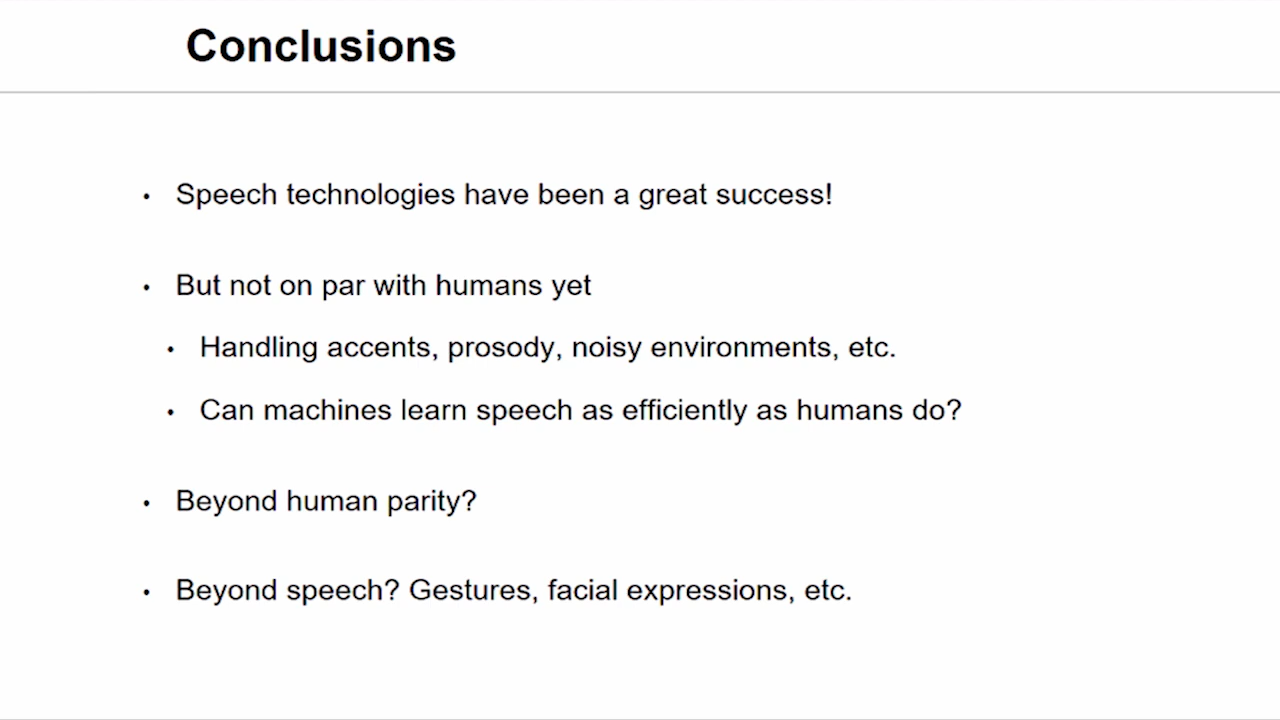 Conclusions
• Speech technologies have been a great success!
• But not on par with humans yet
• Handling accents, prosody, noisy environments, etc.
• Can machines learn speech as efficiently as humans do?
• Beyond human parity?
• Beyond speech? Gestures, facial expressions, etc.